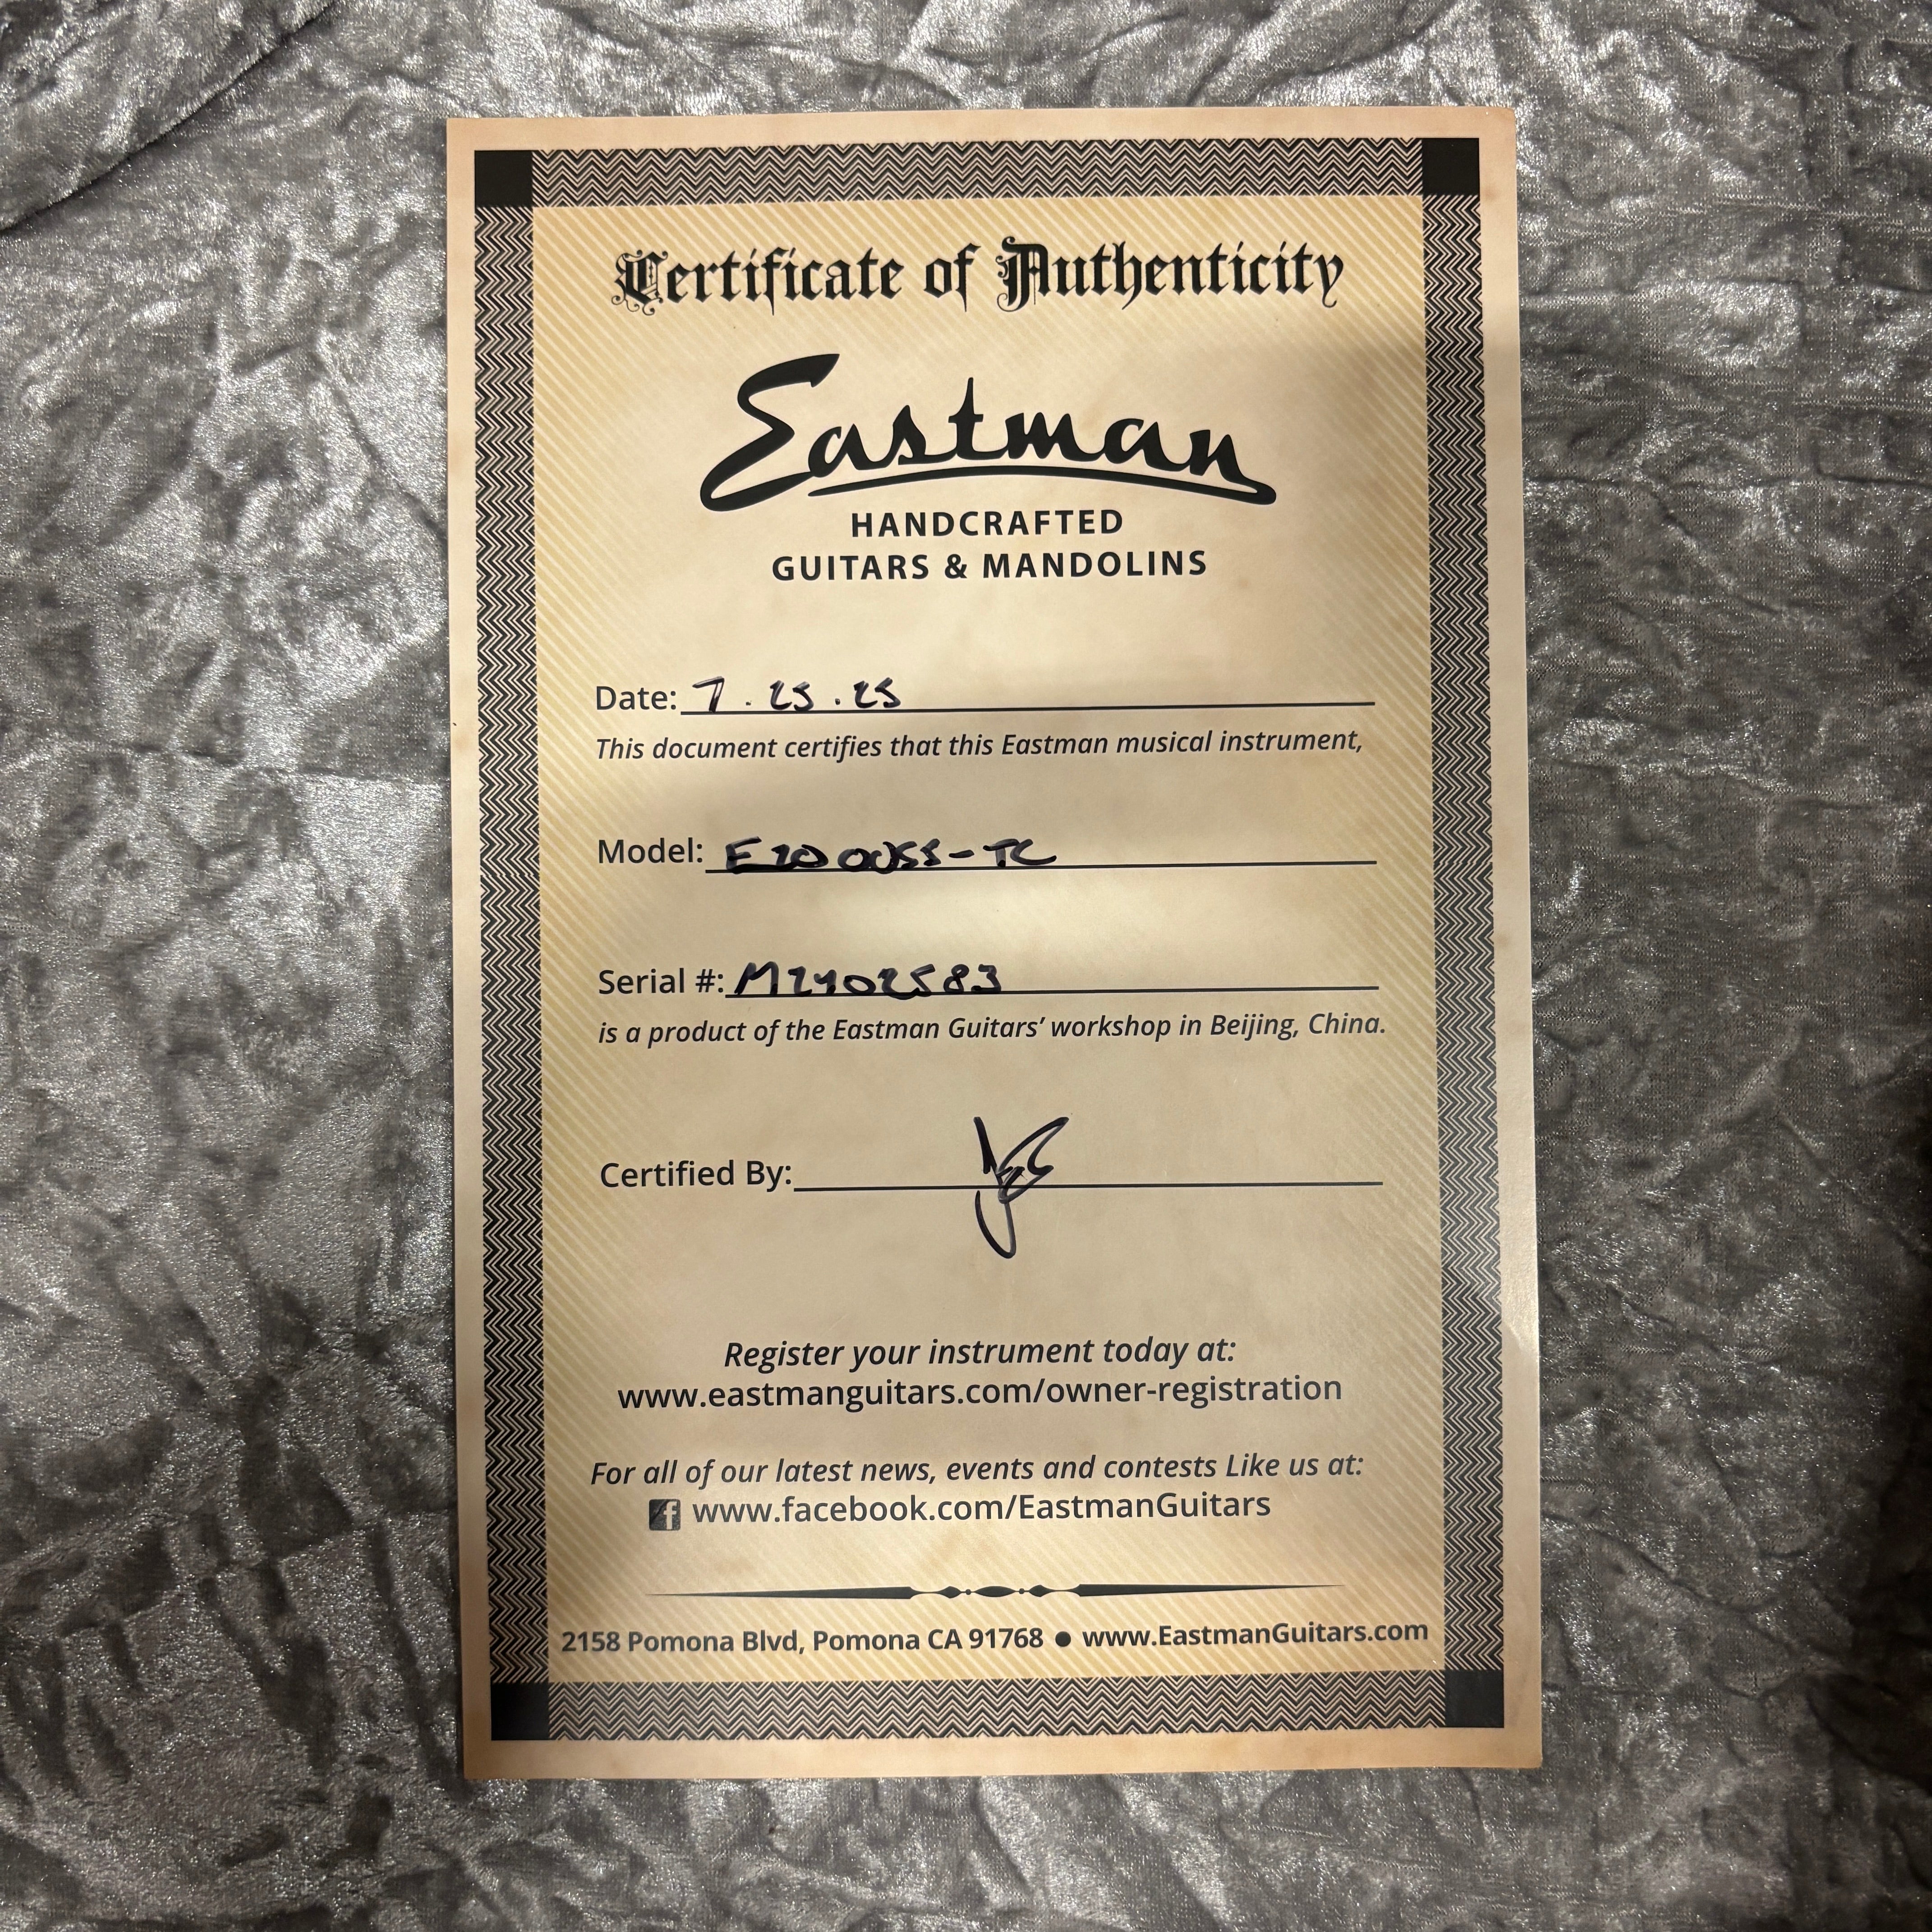 Certificate of Authenticity
Eastman
HANDCRAFTED
GUITARS & MANDOLINS
Date: 7.25.25
This document certifies that this Eastman musical instrument,
Model: E20 OOSS-TC
Serial #: M2402583
is a product of the Eastman Guitars' workshop in Beijing, China.
Certified By:
Register your instrument today at:
www.eastmanguitars.com/owner-registration
For all of our latest news, events and contests Like us at:
f www.facebook.com/EastmanGuitars
2158 Pomona Blvd, Pomona CA 91768 ● www.EastmanGuitars.com